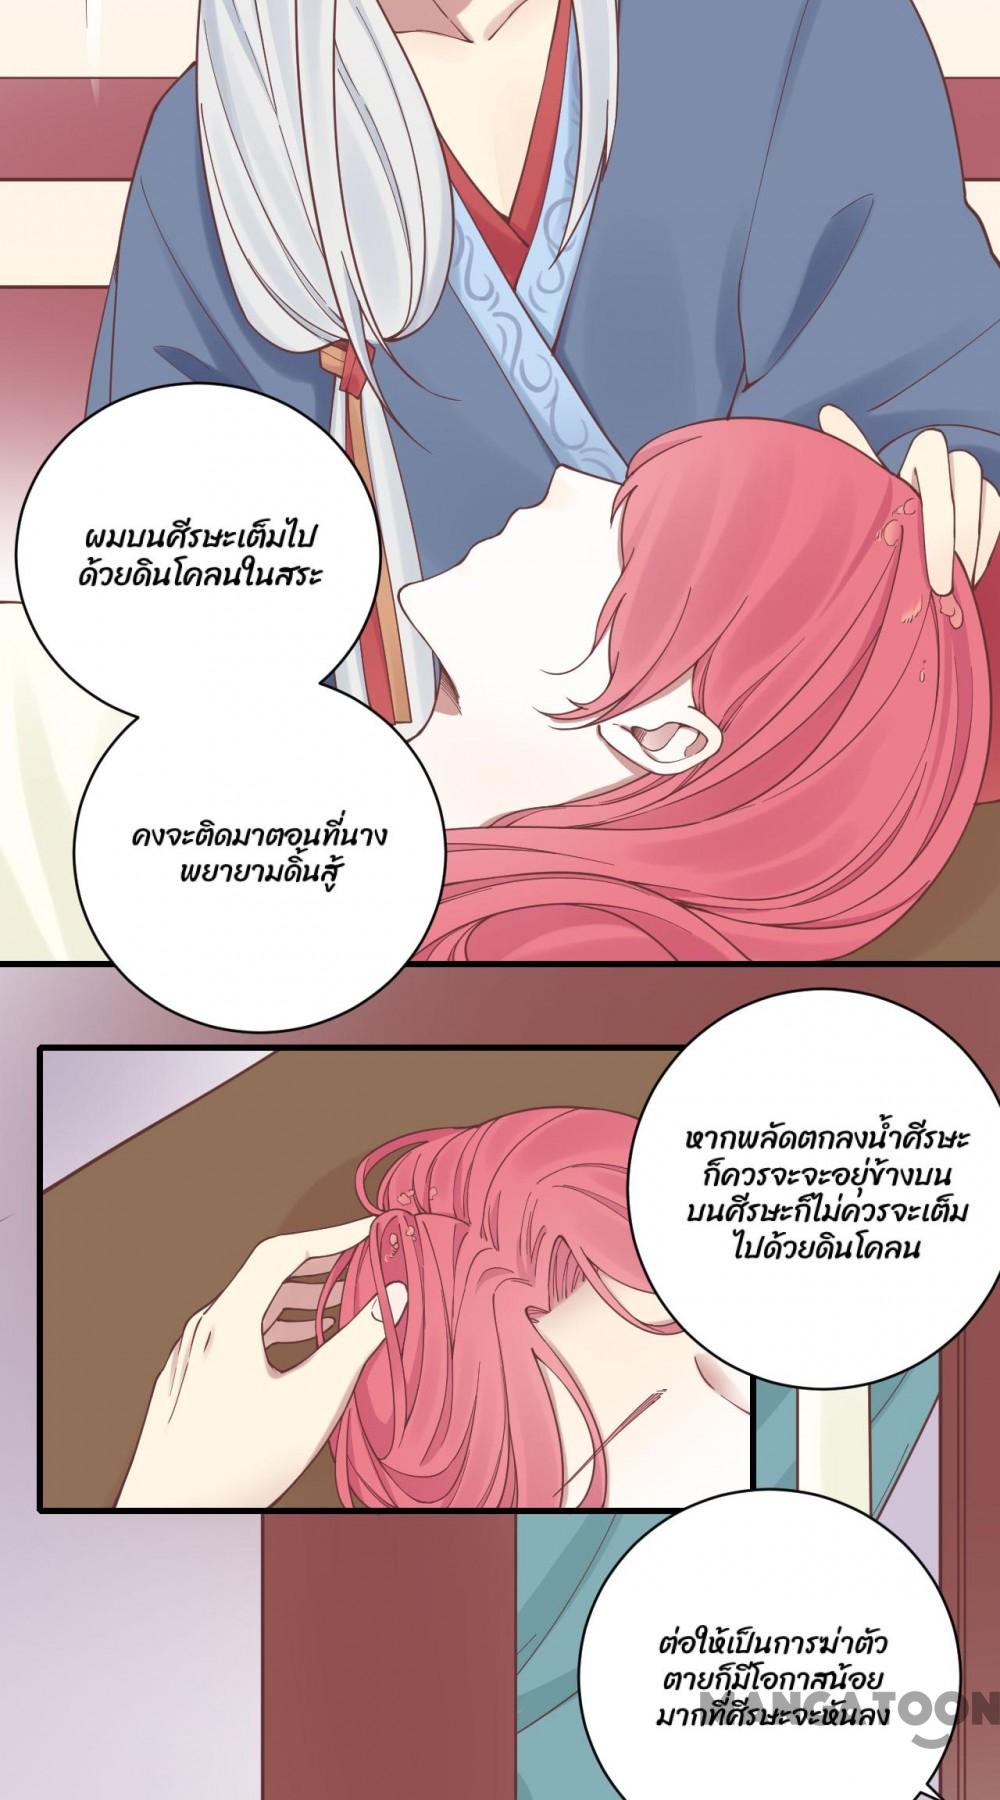 ผมบนศีรษะเต็มไป
ด้วยดินโคลนในสระ
คงจะติดมาตอนที่นาง
พยายามดิ้นสู้
หากพลัดตกลงน้ำศีรษะ
ก็ควรจะจะอยู่ข้างบน
บนศีรษะก็ไม่ควรจะเต็ม
ไปด้วยดินโคลน
ต่อให้เป็นการฆ่าตัว
ตายก็มีโอกาสน้อย
มากที่ศีรษะจะหันลง
MANGATOON